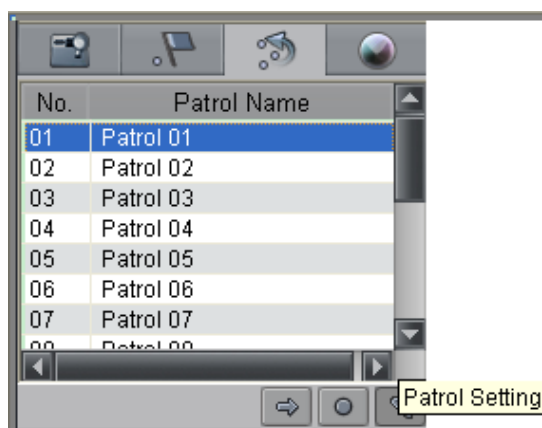 No. Patrol Name
01 Patrol 01
02 Patrol 02
03 Patrol 03
04 Patrol 04
05 Patrol 05
06 Patrol 06
07 Patrol 07
Patrol Setting